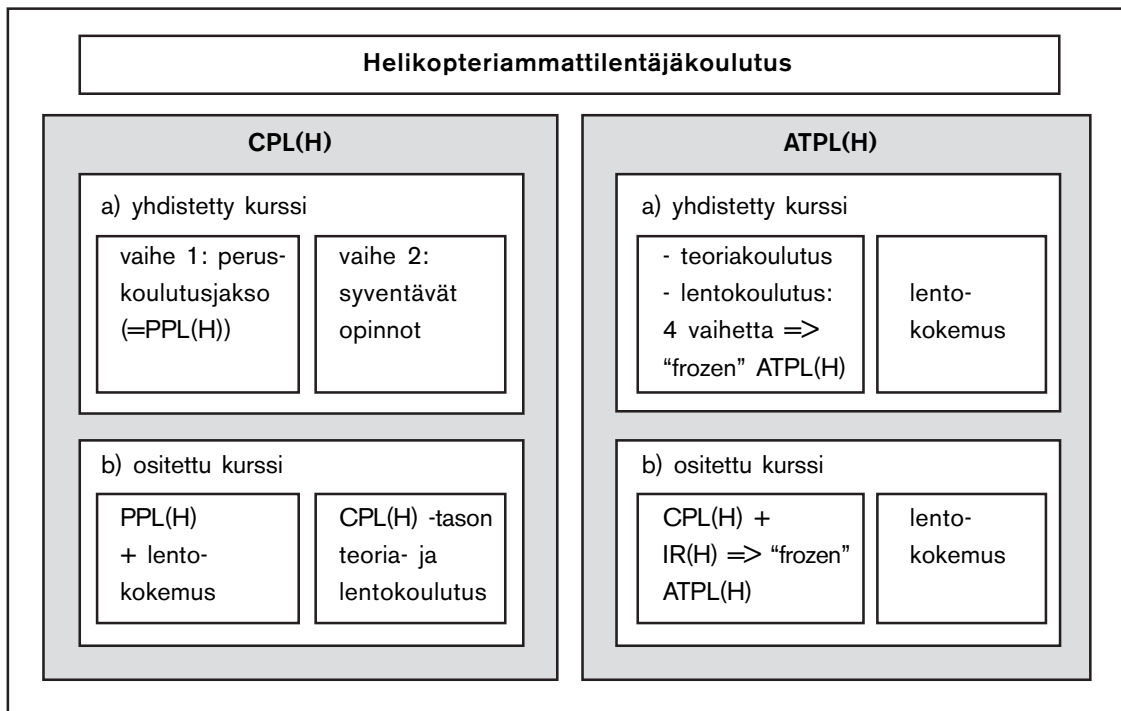 Helikopteriammattilentäjäkoulutus
CPL(H)
a) yhdistetty kurssi
vaihe 1: perus-
koulutusjakso
(=PPL(H))
vaihe 2:
syventävät
opinnot
b) ositettu kurssi
PPL(H)
+ lento-
kokemus
CPL(H) -tason
teoria- ja
lentokoulutus
ATPL(H)
a) yhdistetty kurssi
- teoriakoulutus
- lentokoulutus:
4 vaihetta =>
“frozen” ATPL(H)
lento-
kokemus
b) ositettu kurssi
CPL(H) +
IR(H) => “frozen”
ATPL(H)
lento-
kokemus